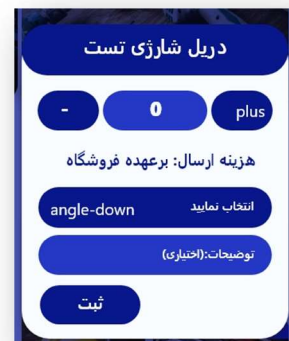 دریل شارژی تست
plus 0 -
هزینه ارسال: برعهده فروشگاه
انتخاب نمایید angle-down
توضیحات:(اختیاری)
ثبت